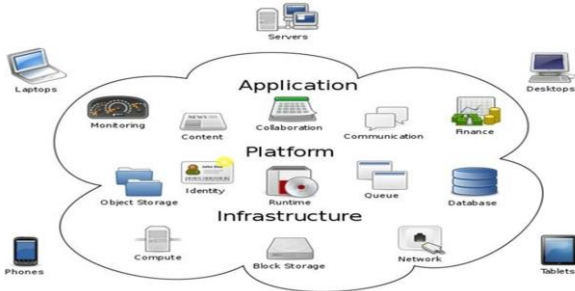 Servers
Laptops
Desktops
Application
Monitoring
Content
Collaboration
Communication
Finance
Platform
Object Storage
Identity
Runtime
Queue
Database
Infrastructure
Compute
Block Storage
Network
Phones
Tablets